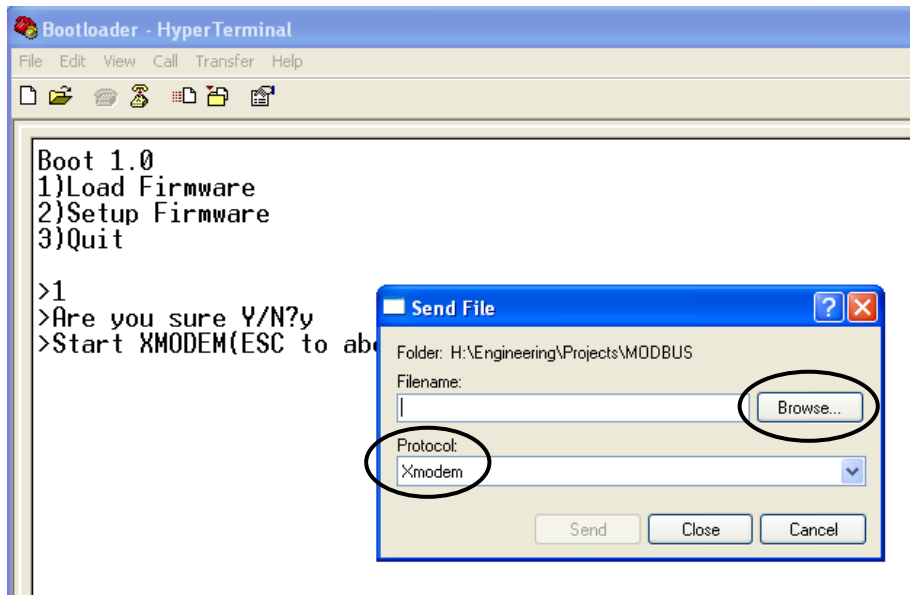 Bootloader - HyperTerminal
File Edit View Call Transfer Help
Boot 1.0
1)Load Firmware
2)Setup Firmware
3)Quit
>1
>Are you sure Y/N?y
>Start XMODEM(ESC to
Send File
Folder: H:\Engineering\Projects\MODBUS
Filename:
Browse...
Protocol:
Xmodem
Send Close Cancel